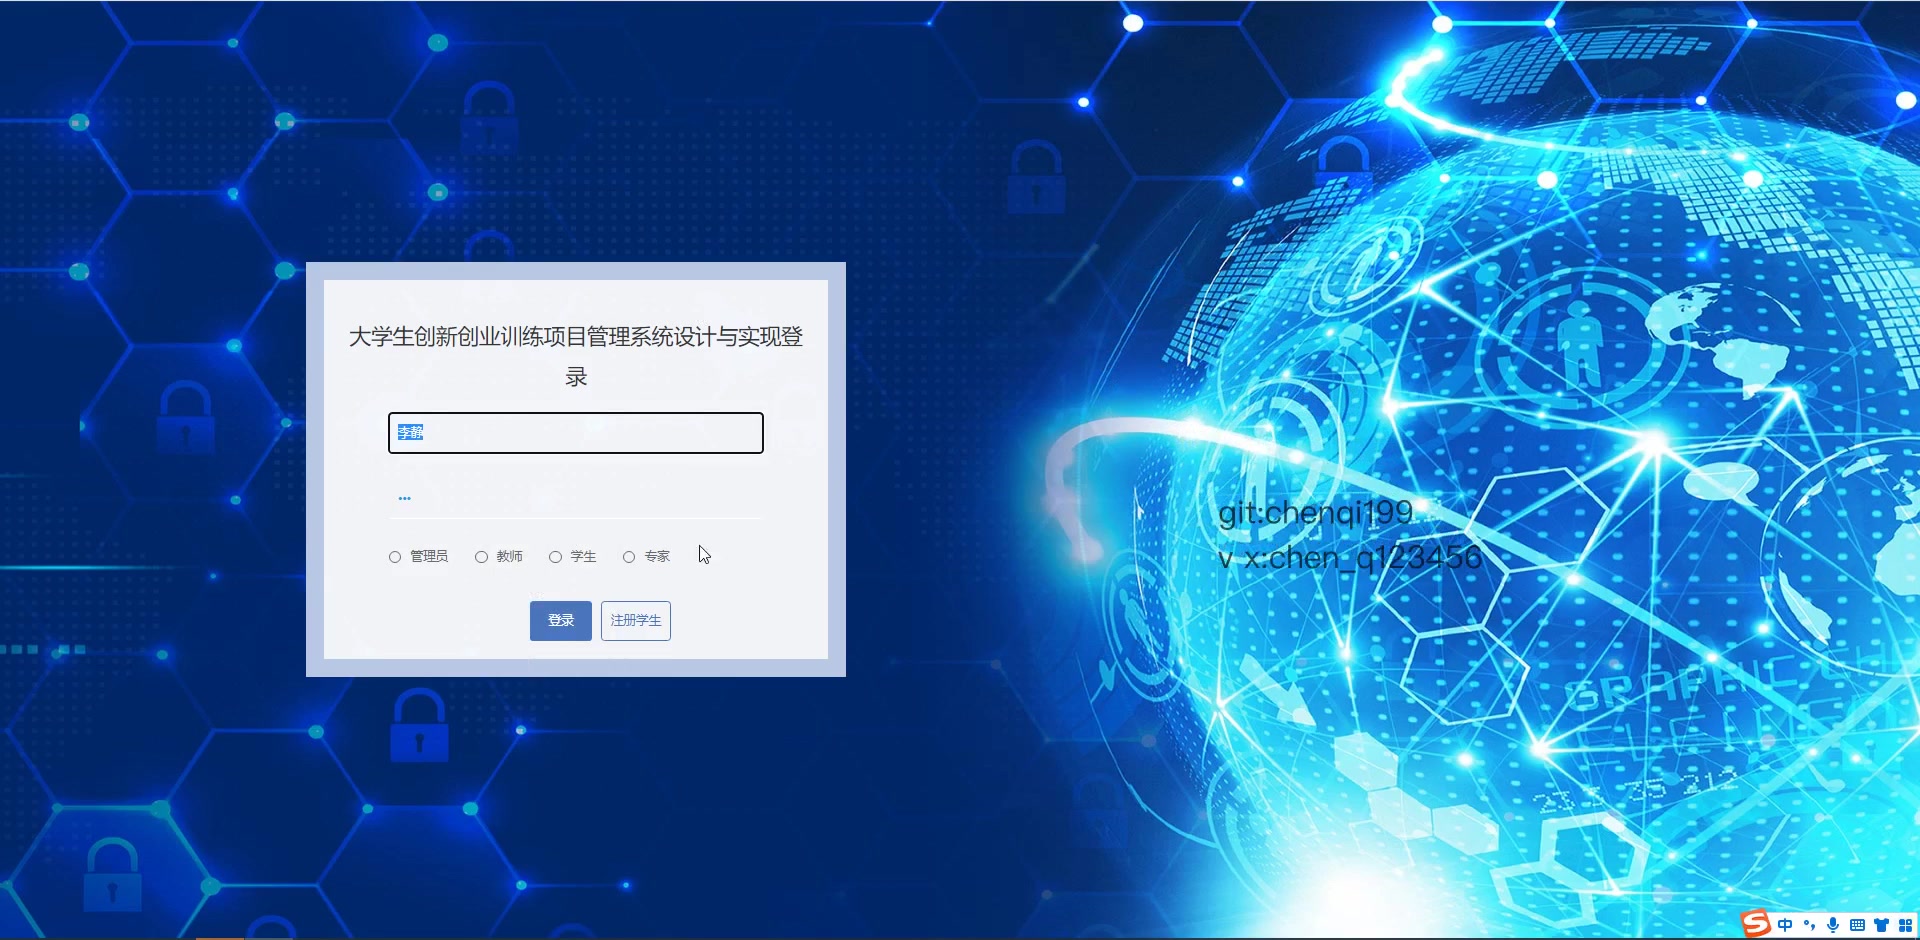 大学生创新创业训练项目管理系统设计与实现登
录
李静
•••
管理员 教师 学生 专家
登录 注册学生
git:chenqi199
v x:chen_q123456
中